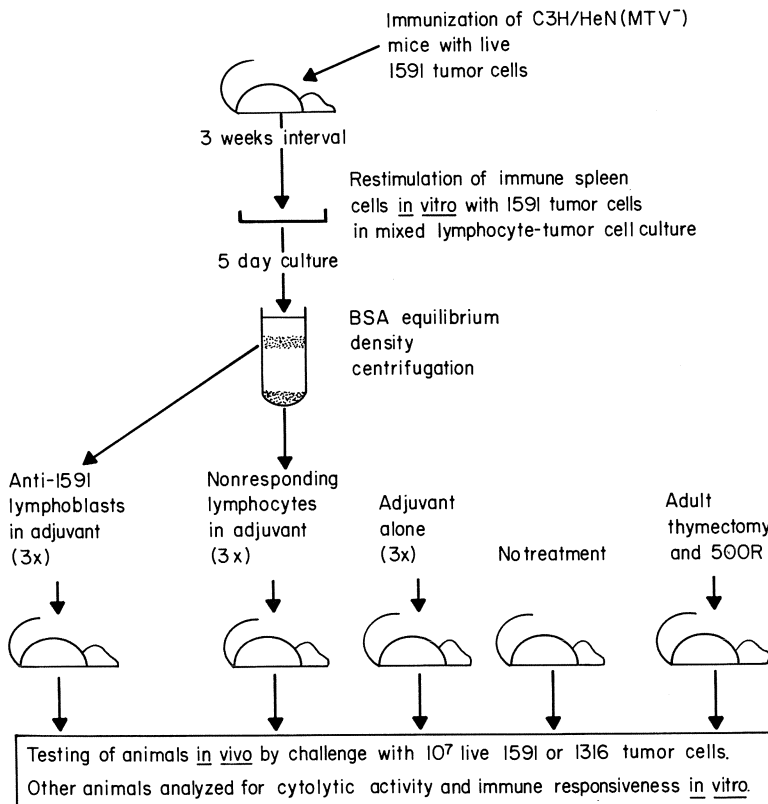 Immunization of C3H/HeN(MTV⁻)
mice with live
1591 tumor cells
3 weeks interval
Restimulation of immune spleen
cells in vitro with 1591 tumor cells
in mixed lymphocyte-tumor cell culture
5 day culture
BSA equilibrium
density
centrifugation
Anti-1591
lymphoblasts
in adjuvant
(3x)
Nonresponding
lymphocytes
in adjuvant
(3x)
Adjuvant
alone
(3x)
No treatment
Adult
thymectomy
and 500R
Testing of animals in vivo by challenge with 10⁷ live 1591 or 1316 tumor cells.
Other animals analyzed for cytolytic activity and immune responsiveness in vitro.